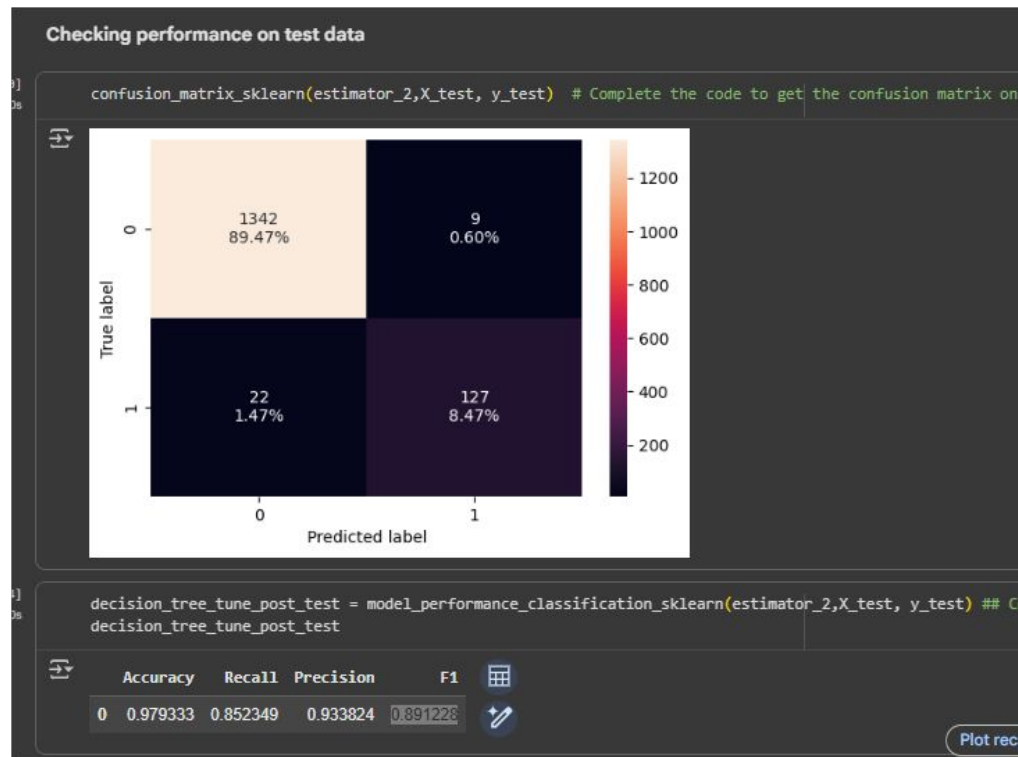 Checking performance on test data
confusion_matrix_sklearn(estimator_2,X_test, y_test)  # Complete the code to get the confusion matrix on
1342
89.47%
9
0.60%
22
1.47%
127
8.47%
0
1
True label
0
1
Predicted label
1200
1000
800
600
400
200
decision_tree_tune_post_test = model_performance_classification_sklearn(estimator_2,X_test, y_test) ## C
decision_tree_tune_post_test
Accuracy Recall Precision F1
0 0.979333 0.852349 0.933824 0.891228
Plot rec